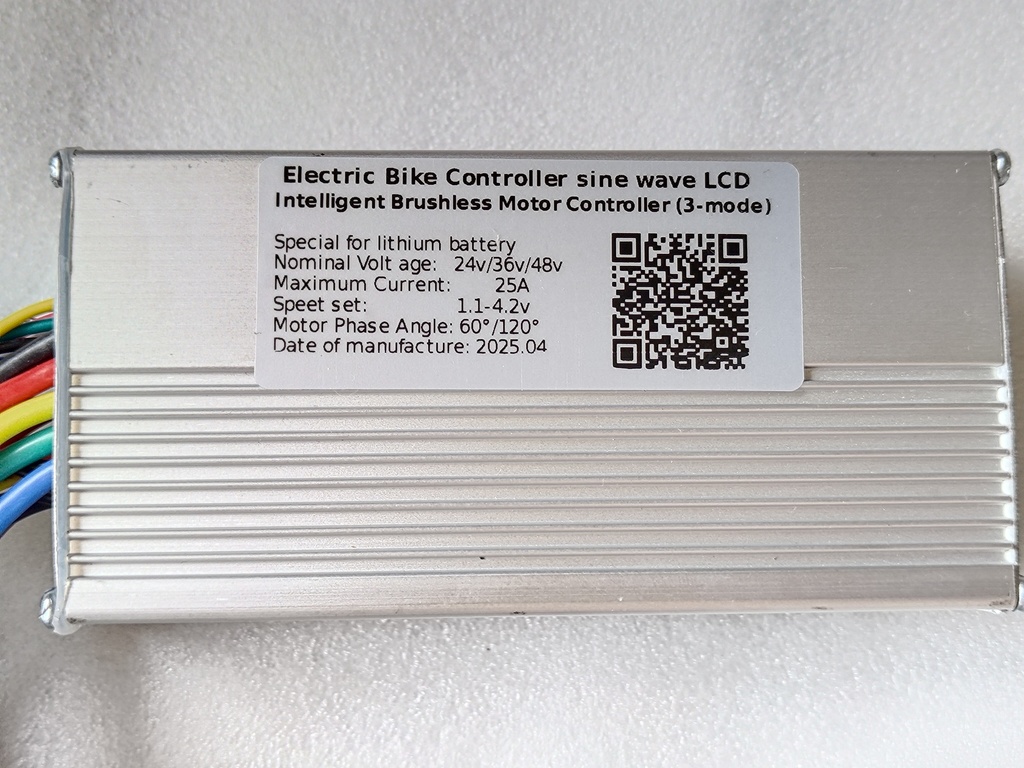 Electric Bike Controller sine wave LCD
Intelligent Brushless Motor Controller (3-mode)
Special for lithium battery
Nominal Volt age: 24v/36v/48v
Maximum Current: 25A
Speet set: 1.1-4.2v
Motor Phase Angle: 60°/120°
Date of manufacture: 2025.04